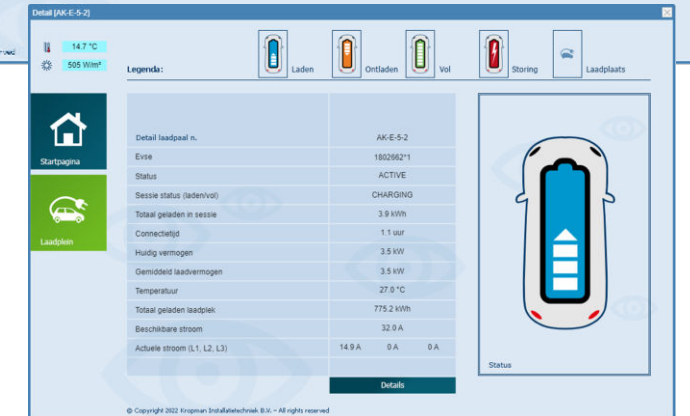 Detail [AK-E-5-2]
14.7 °C
505 W/m²
Legenda:
Laden
Ontladen
Vol
Storing
Laadplaats
Startpagina
Laadplein
Detail laadpaal n. AK-E-5-2
Evse 1802662*1
Status ACTIVE
Sessie status (laden/vol) CHARGING
Totaal geladen in sessie 3.9 kWh
Connectietijd 1.1 uur
Huidig vermogen 3.5 kW
Gemiddeld laadvermogen 3.5 kW
Temperatuur 27.0 °C
Totaal geladen laadplek 775.2 kWh
Beschikbare stroom 32.0 A
Actuele stroom (L1, L2, L3) 14.9 A 0 A 0 A
Status
Details
© Copyright 2022 Kropman Installatietechniek B.V. – All rights reserved